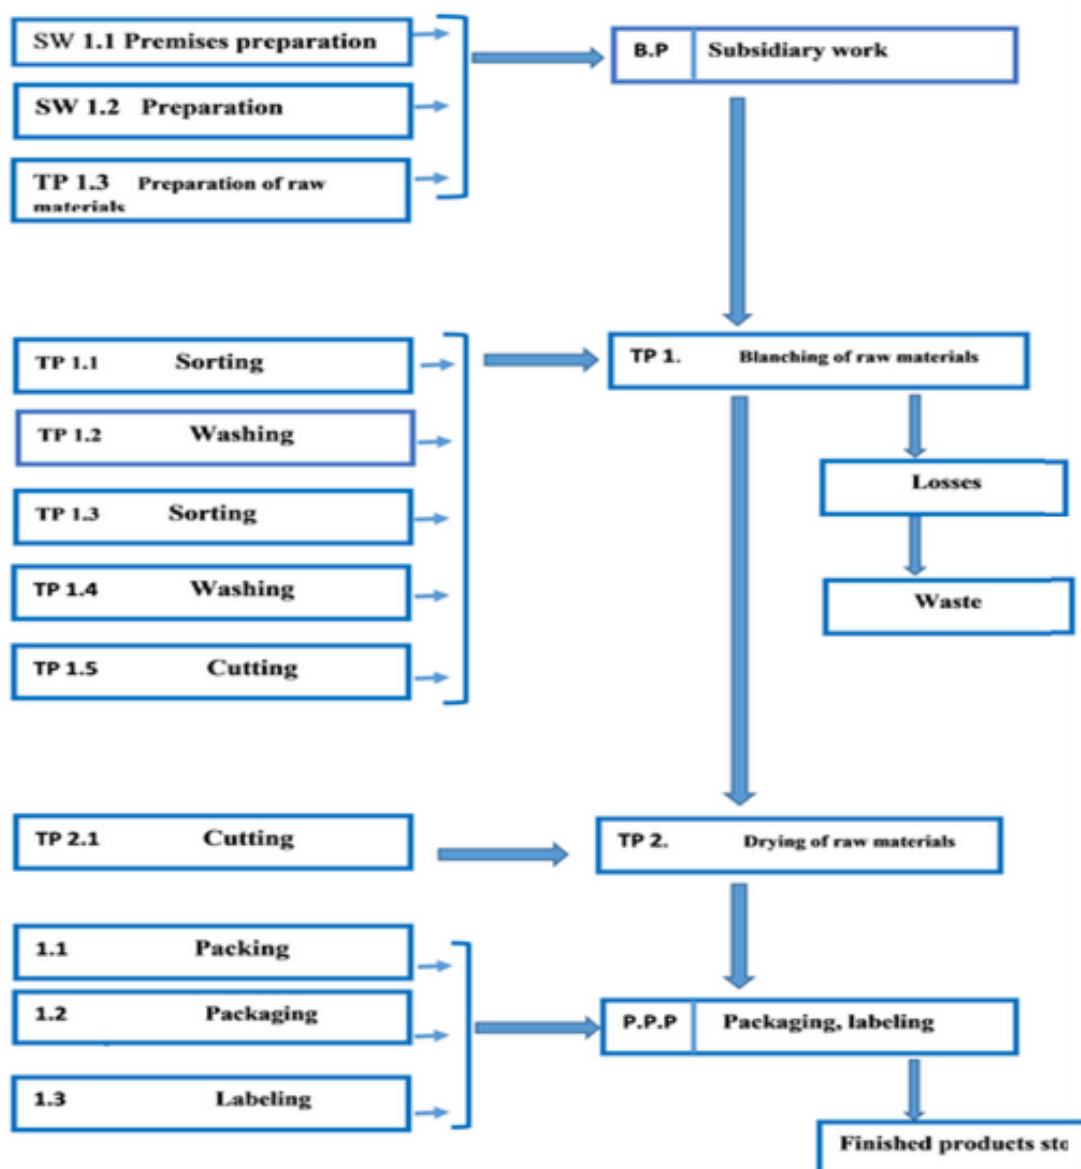 SW 1.1 Premises preparation
B.P Subsidiary work
SW 1.2 Preparation
TP 1.3 Preparation of raw
materials
TP 1.1 Sorting
TP 1. Blanching of raw materials
TP 1.2 Washing
Losses
TP 1.3 Sorting
TP 1.4 Washing
Waste
TP 1.5 Cutting
TP 2.1 Cutting
TP 2. Drying of raw materials
1.1 Packing
1.2 Packaging
P.P.P Packaging, labeling
1.3 Labeling
Finished products